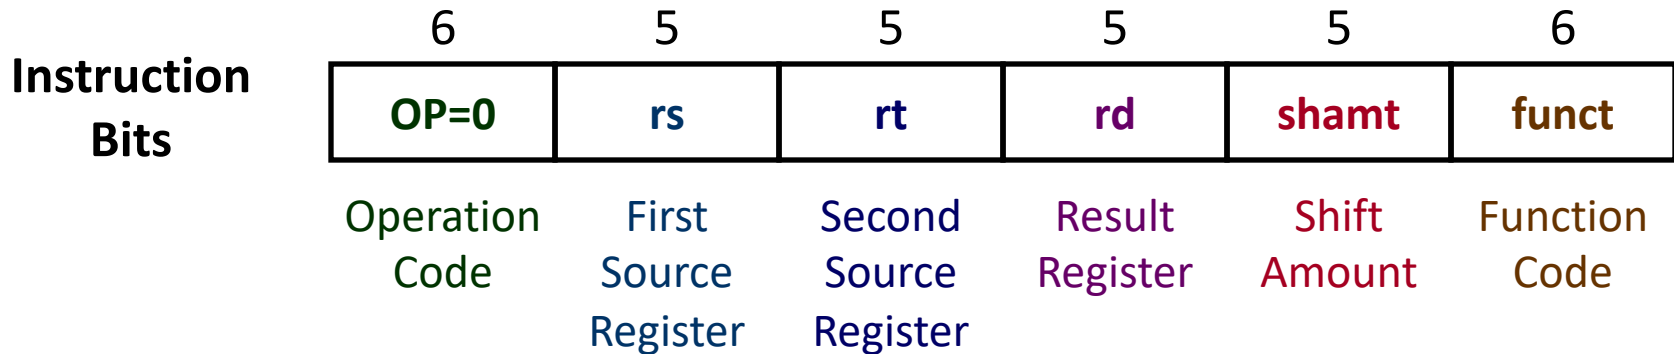 6 5 5 5 5 6
Instruction
Bits
OP=0 rs rt rd shamt funct
Operation
Code
First
Source
Register
Second
Source
Register
Result
Register
Shift
Amount
Function
Code